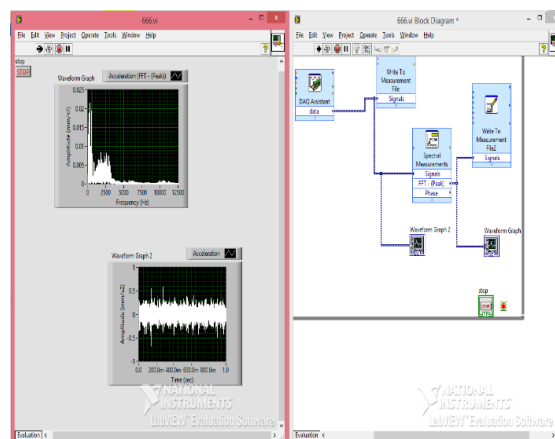 666.vi
File Edit View Project Operate Tools Window Help
stop
STOP
Waveform Graph
Acceleration (FFT - (Peak))
Amplitude (mm/s2)
0.025
0.02
0.015
0.01
0.005
0
0 2500 5000 7500 10000 12500
Frequency (Hz)
Waveform Graph 2
Acceleration
Amplitude (mm/s2)
1
0.5
0
-0.5
-1
0.0 200.0m 400.0m 600.0m 800.0m 1.0
Time (sec)
NATIONAL
INSTRUMENTS
LabVIEW Evaluation Software
Evaluation
666.vi Block Diagram *
File Edit View Project Operate Tools Window Help
DAQ Assistant
data
Write To
Measurement
File
Signals
Spectral
Measurements
Signals
FFT - (Peak)
Phase
Write To
Measurement
File2
Signals
Waveform Graph 2
Waveform Graph
stop
NATIONAL
INSTRUMENTS
LabVIEW Evaluation Software
Evaluation